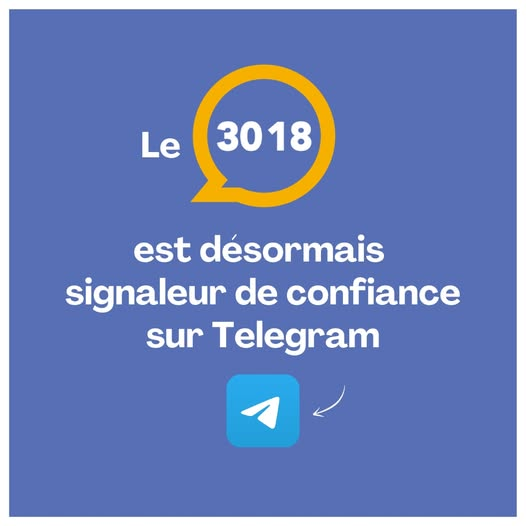 Le 3018
est désormais
signaleur de confiance
sur Telegram